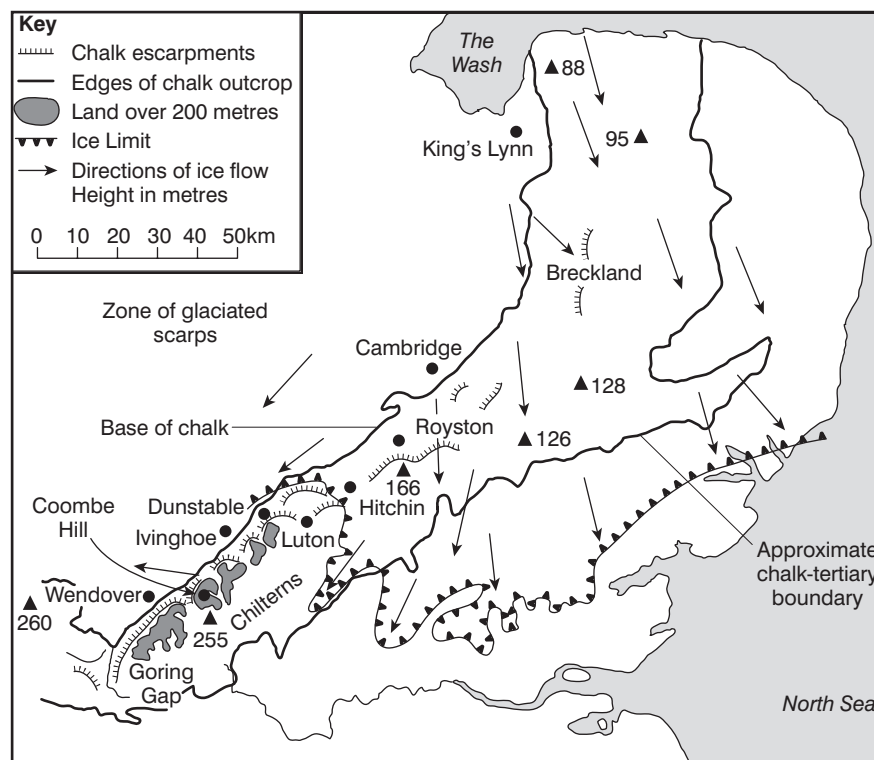 Key
Chalk escarpments
Edges of chalk outcrop
Land over 200 metres
Ice Limit
Directions of ice flow
Height in metres
0 10 20 30 40 50km
The
Wash
88
95
King's Lynn
Breckland
Zone of glaciated
scarps
Cambridge
128
Base of chalk
Royston
126
166
Hitchin
Coombe
Hill
Dunstable
Ivinghoe
Luton
Approximate
chalk-tertiary
boundary
Wendover
Chilterns
260
255
Goring
Gap
North Sea